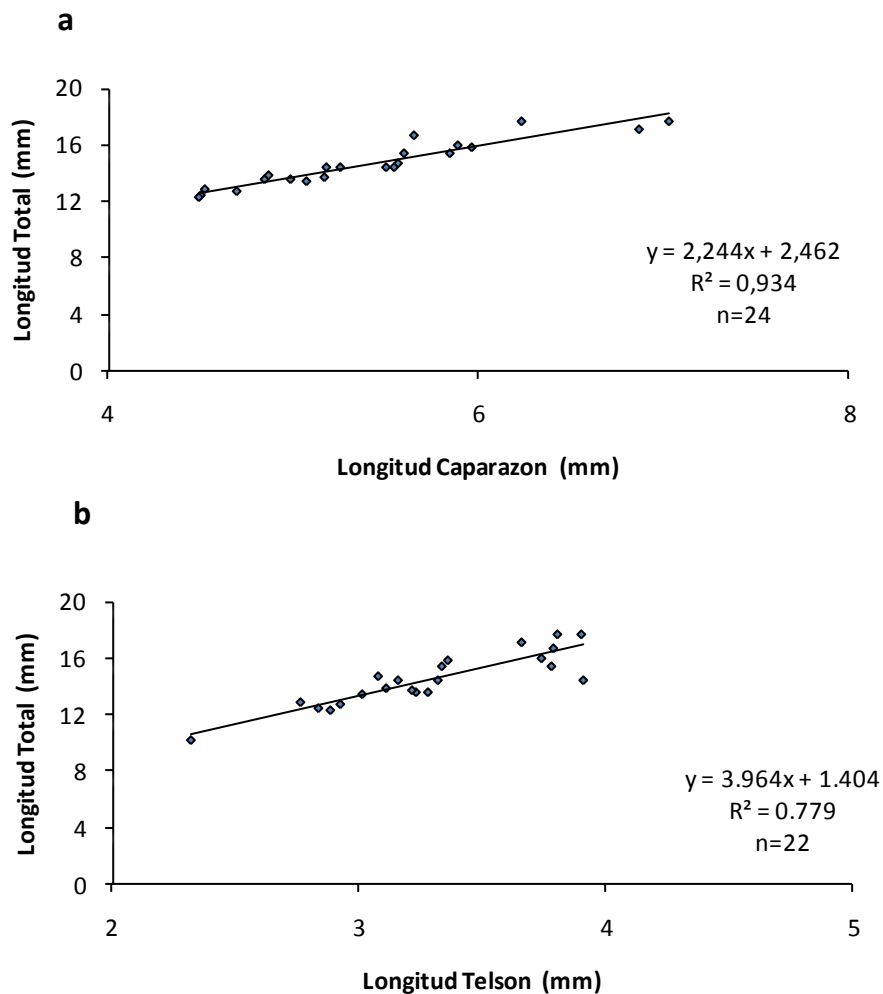 a
20
16
12
8
4
0
Longitud Total (mm)
y = 2,244x + 2,462
R² = 0,934
n=24
4 6 8
Longitud Caparazon (mm)
b
20
16
12
8
4
0
Longitud Total (mm)
y = 3.964x + 1.404
R² = 0.779
n=22
2 3 4 5
Longitud Telson (mm)